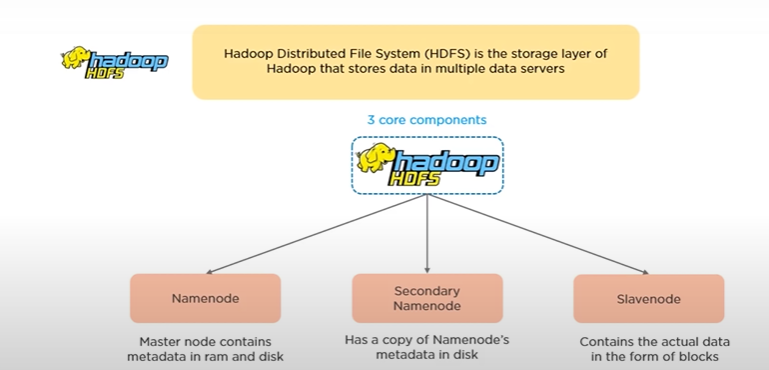 hadoop
HDFS
Hadoop Distributed File System (HDFS) is the storage layer of
Hadoop that stores data in multiple data servers
3 core components
hadoop
HDFS
Namenode
Master node contains
metadata in ram and disk
Secondary
Namenode
Has a copy of Namenode's
metadata in disk
Slavenode
Contains the actual data
in the form of blocks